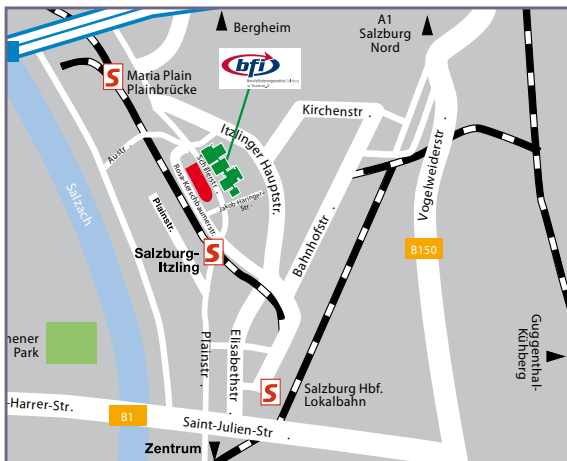 Bergheim
A1
Salzburg
Nord
bfi
Maria Plain
Plainbrücke
S
Kirchenstr.
Itzlinger Hauptstr.
Austr.
Schillerstr.
Rosa-Kerschbaumerstr.
Jakob-Haringer-
Str.
Vogelweiderstr.
Salzach
Plainstr.
Bahnhofstr.
Salzburg-
Itzling
S
B150
Guggenthal-
Kühberg
hener
Park
Plainstr.
Elisabethstr.
S
Salzburg Hbf.
Lokalbahn
-Harrer-Str.
B1
Saint-Julien-Str.
Zentrum